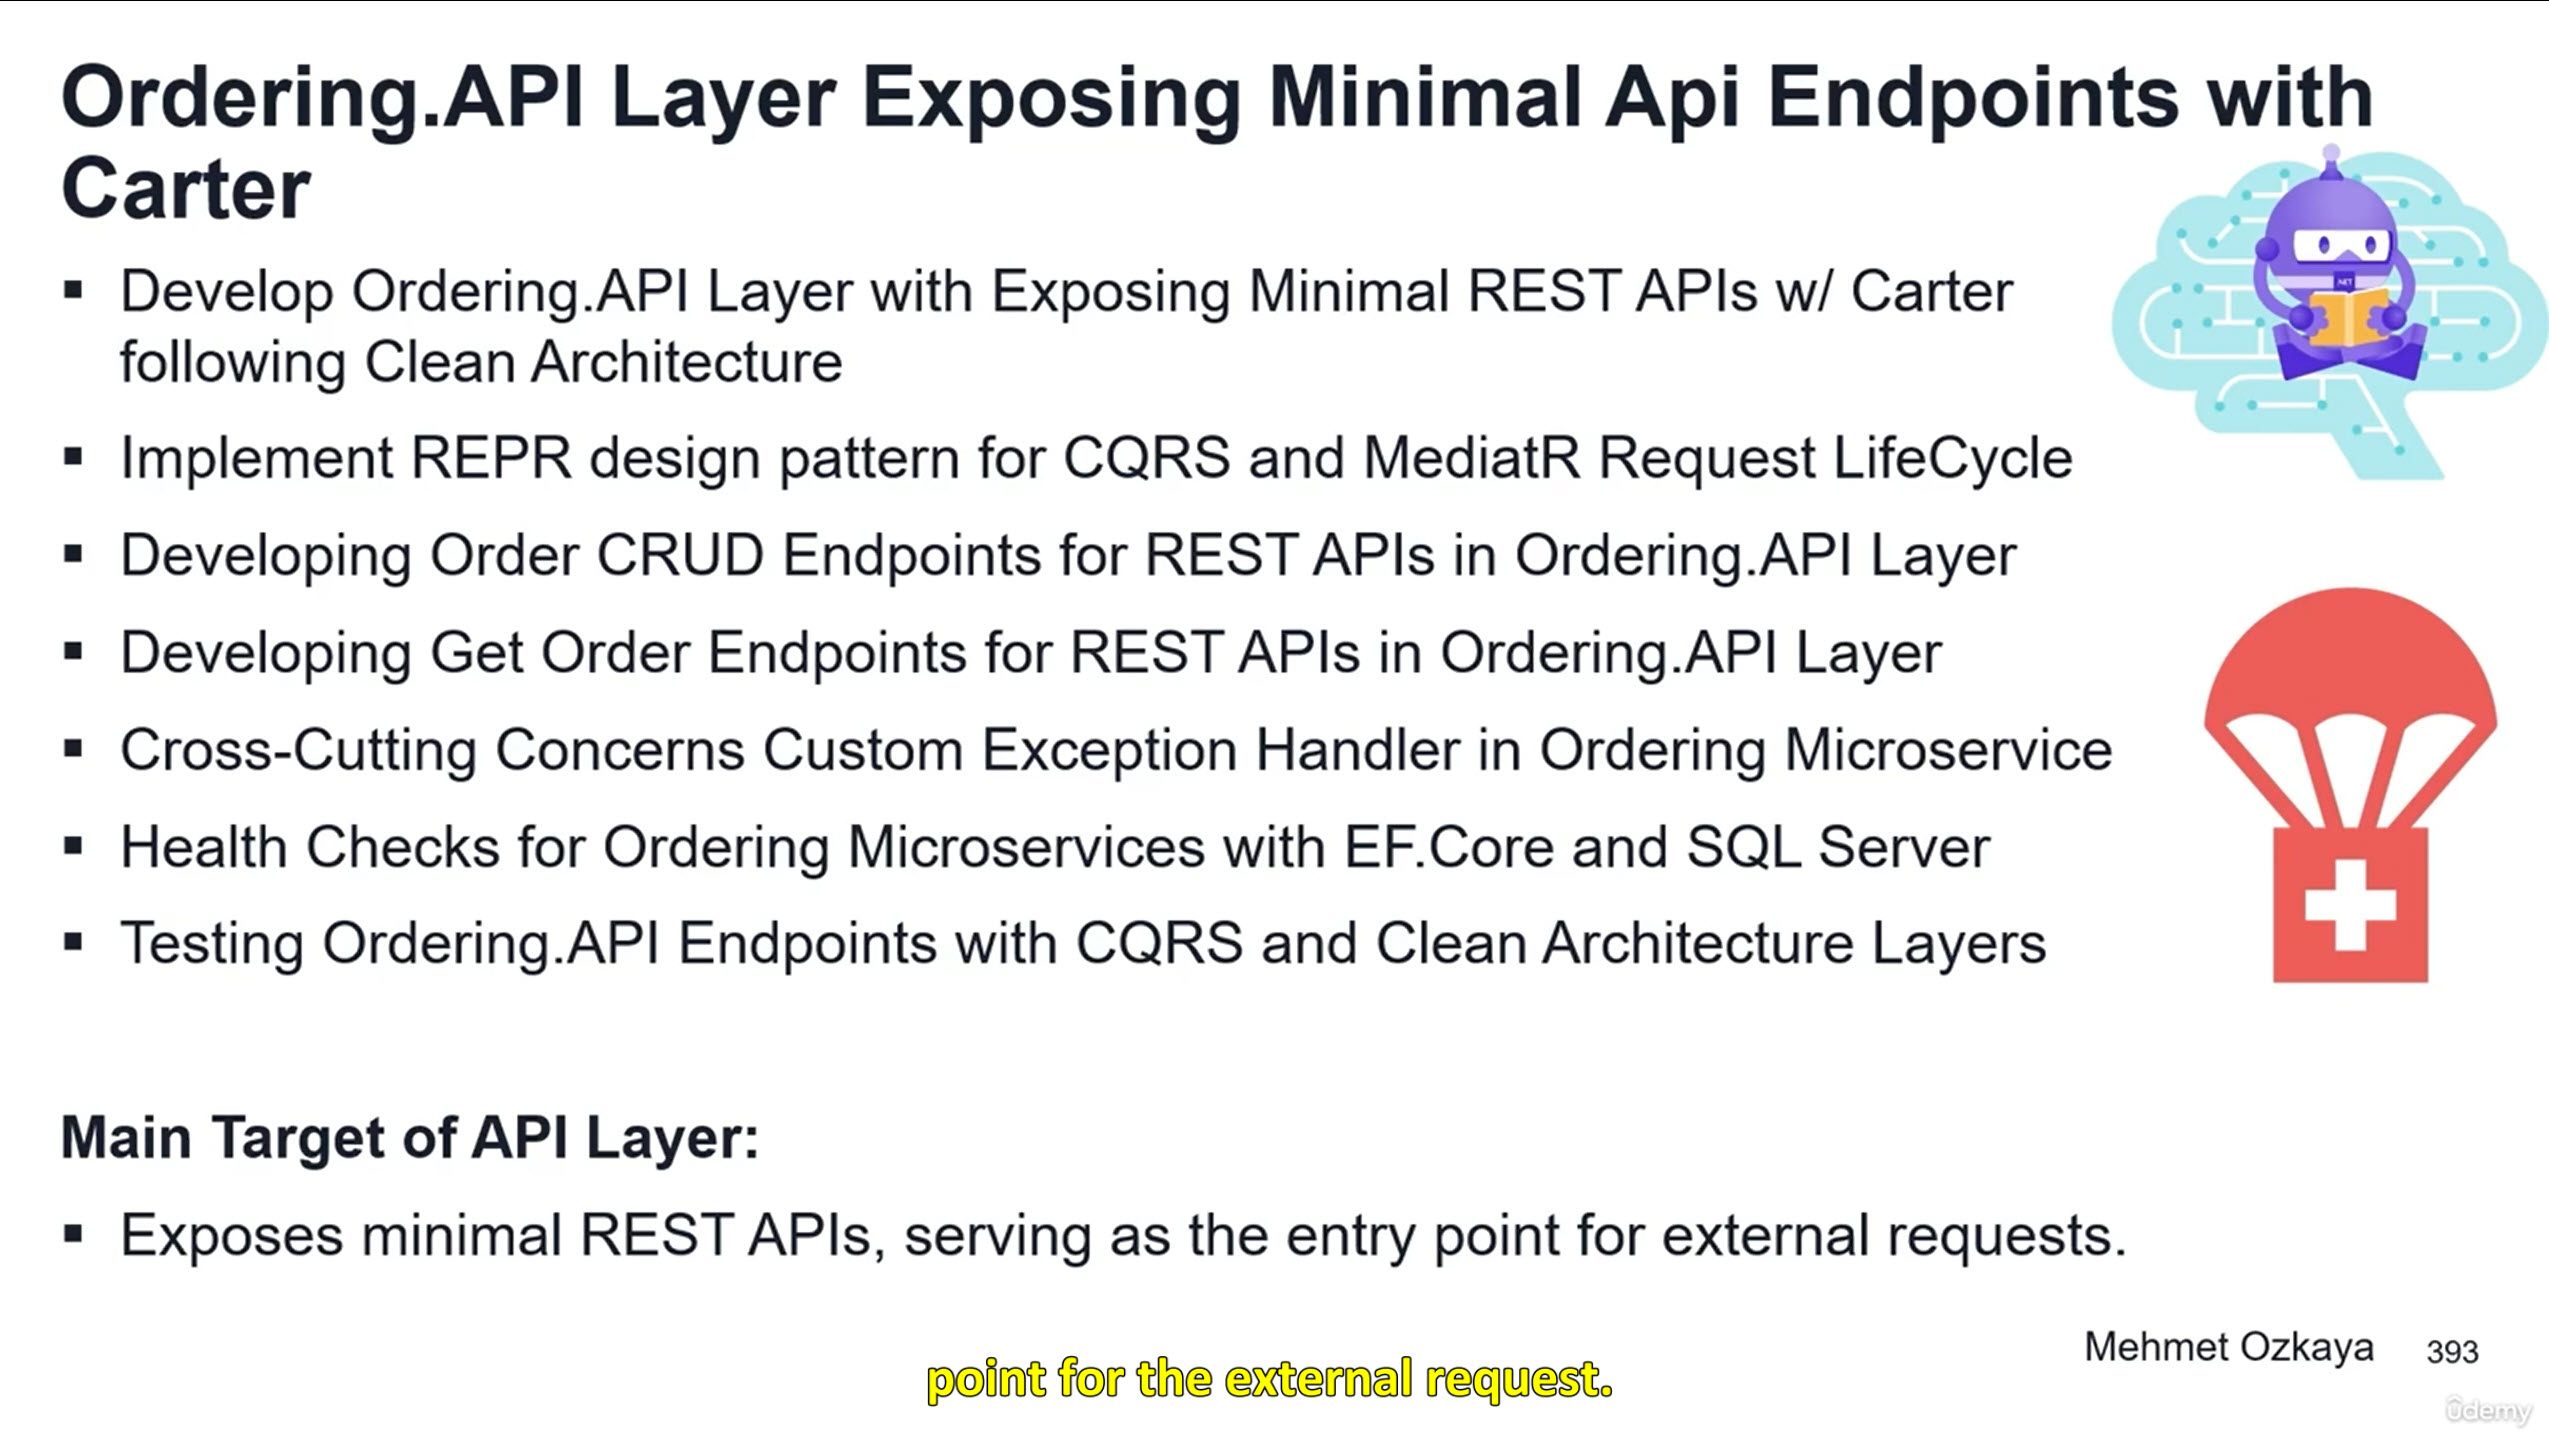 Ordering.API Layer Exposing Minimal Api Endpoints with
Carter
▪ Develop Ordering.API Layer with Exposing Minimal REST APIs w/ Carter
following Clean Architecture
▪ Implement REPR design pattern for CQRS and MediatR Request LifeCycle
▪ Developing Order CRUD Endpoints for REST APIs in Ordering.API Layer
▪ Developing Get Order Endpoints for REST APIs in Ordering.API Layer
▪ Cross-Cutting Concerns Custom Exception Handler in Ordering Microservice
▪ Health Checks for Ordering Microservices with EF.Core and SQL Server
▪ Testing Ordering.API Endpoints with CQRS and Clean Architecture Layers
.NET
Main Target of API Layer:
▪ Exposes minimal REST APIs, serving as the entry point for external requests.
Mehmet Ozkaya 393
point for the external request.
ûdemy